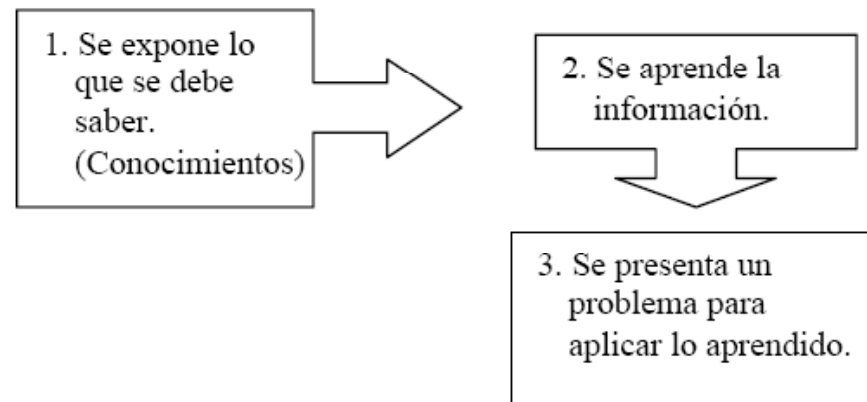 1. Se expone lo
que se debe
saber.
(Conocimientos)
2. Se aprende la
información.
3. Se presenta un
problema para
aplicar lo aprendido.